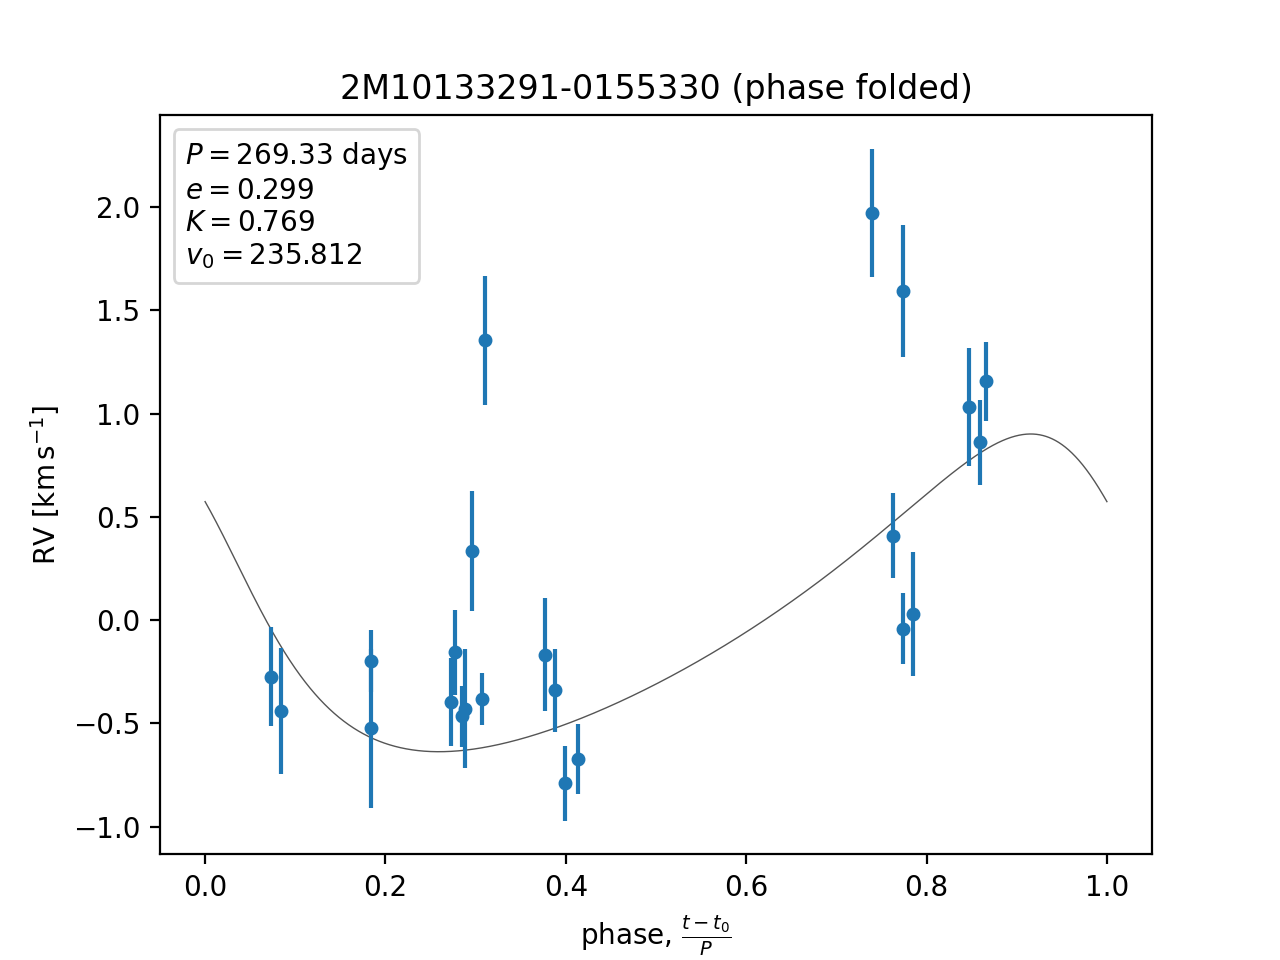 2M10133291-0155330 (phase folded)
P = 269.33 days
e = 0.299
K = 0.769
v₀ = 235.812
2.0
1.5
1.0
0.5
0.0
−0.5
−1.0
RV [km s⁻¹]
0.0 0.2 0.4 0.6 0.8 1.0
phase, (t − t₀)/P